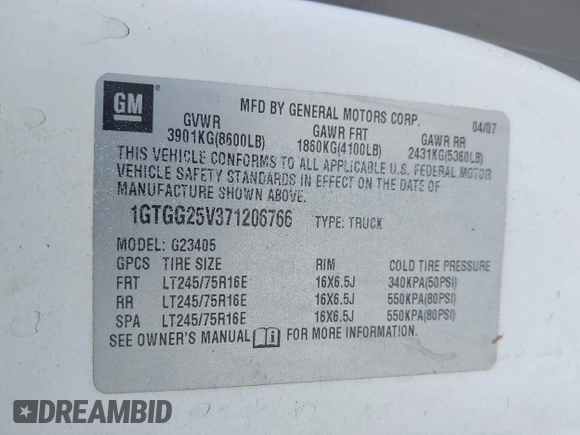 GM ®
MFD BY GENERAL MOTORS CORP. 04/07
GVWR GAWR FRT GAWR RR
3901KG(8600LB) 1860KG(4100LB) 2431KG(5360LB)
THIS VEHICLE CONFORMS TO ALL APPLICABLE U.S. FEDERAL MOTOR
VEHICLE SAFETY STANDARDS IN EFFECT ON THE DATE OF
MANUFACTURE SHOWN ABOVE.
1GTGG25V371206766 TYPE: TRUCK
MODEL: G23405
GPCS TIRE SIZE RIM COLD TIRE PRESSURE
FRT LT245/75R16E 16X6.5J 340KPA(50PSI)
RR LT245/75R16E 16X6.5J 550KPA(80PSI)
SPA LT245/75R16E 16X6.5J 550KPA(80PSI)
SEE OWNER'S MANUAL FOR MORE INFORMATION.
DREAMBID